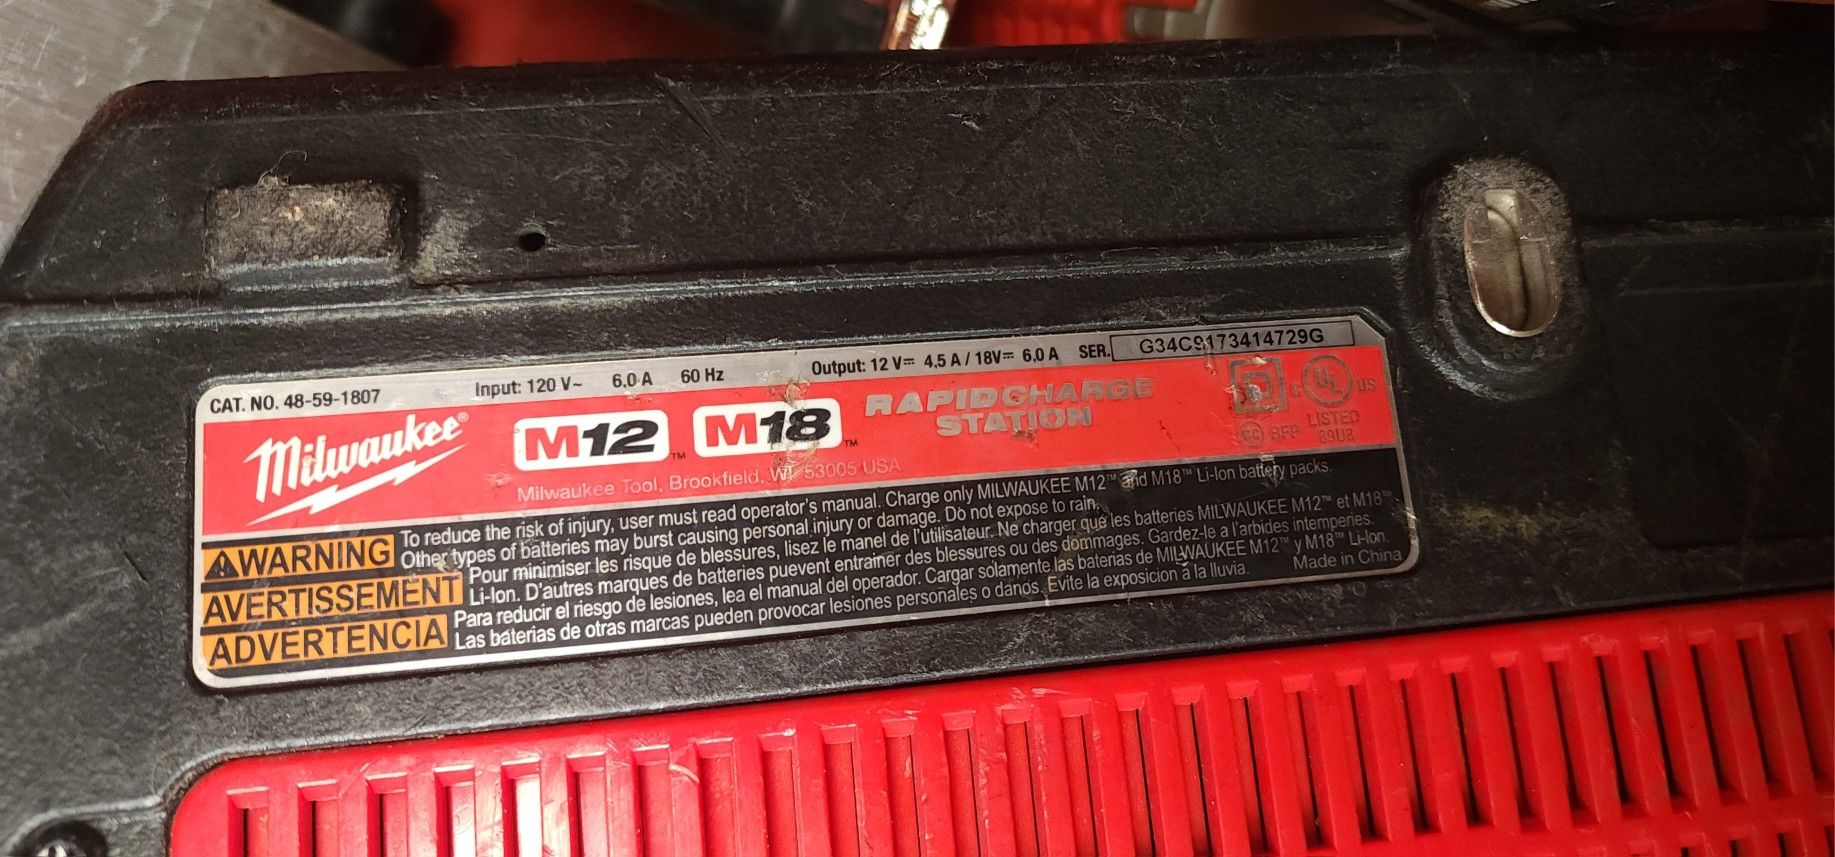 CAT. NO. 48-59-1807 Input: 120 V~ 6.0 A 60 Hz Output: 12 V⎓ 4.5 A / 18V⎓ 6.0 A SER. G34C9173414729G
Milwaukee® M12™ M18™ RAPID CHARGE
STATION
C UL US
LISTED
BFP 89U8
Milwaukee Tool, Brookfield, WI 53005 USA
WARNING To reduce the risk of injury, user must read operator's manual. Charge only MILWAUKEE M12™ and M18™ Li-Ion battery packs.
Other types of batteries may burst causing personal injury or damage. Do not expose to rain.
AVERTISSEMENT Pour minimiser les risque de blessures, lisez le manel de l'utilisateur. Ne charger que les batteries MILWAUKEE M12™ et M18™
Li-Ion. D'autres marques de batteries puevent entrainer des blessures ou des dommages. Gardez-le a l'arbides intemperies.
ADVERTENCIA Para reducir el riesgo de lesiones, lea el manual del operador. Cargar solamente las baterias de MILWAUKEE M12™ y M18™ Li-Ion.
Las baterias de otras marcas pueden provocar lesiones personales o danos. Evite la exposicion a la lluvia. Made in China